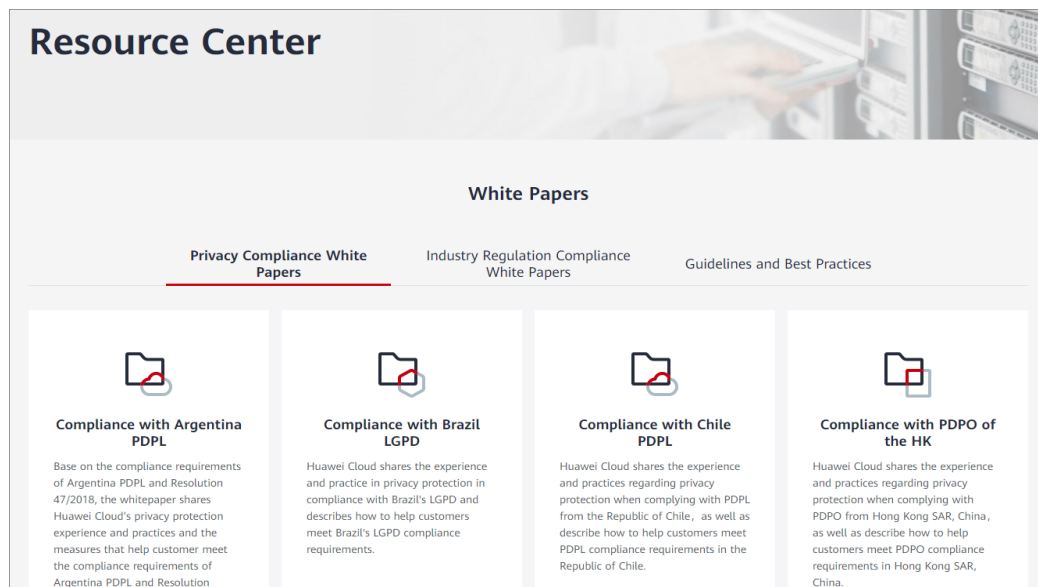 Resource Center
White Papers
Privacy Compliance White
Papers
Industry Regulation Compliance
White Papers
Guidelines and Best Practices
Compliance with Argentina
PDPL
Base on the compliance requirements
of Argentina PDPL and Resolution
47/2018, the whitepaper shares
Huawei Cloud's privacy protection
experience and practices and the
measures that help customer meet
the compliance requirements of
Argentina PDPL and Resolution
Compliance with Brazil
LGPD
Huawei Cloud shares the experience
and practice in privacy protection in
compliance with Brazil's LGPD and
describes how to help customers
meet Brazil's LGPD compliance
requirements.
Compliance with Chile
PDPL
Huawei Cloud shares the experience
and practices regarding privacy
protection when complying with PDPL
from the Republic of Chile，as well as
describe how to help customers meet
PDPL compliance requirements in the
Republic of Chile.
Compliance with PDPO of
the HK
Huawei Cloud shares the experience
and practices regarding privacy
protection when complying with
PDPO from Hong Kong SAR, China，
as well as describe how to help
customers meet PDPO compliance
requirements in Hong Kong SAR,
China.